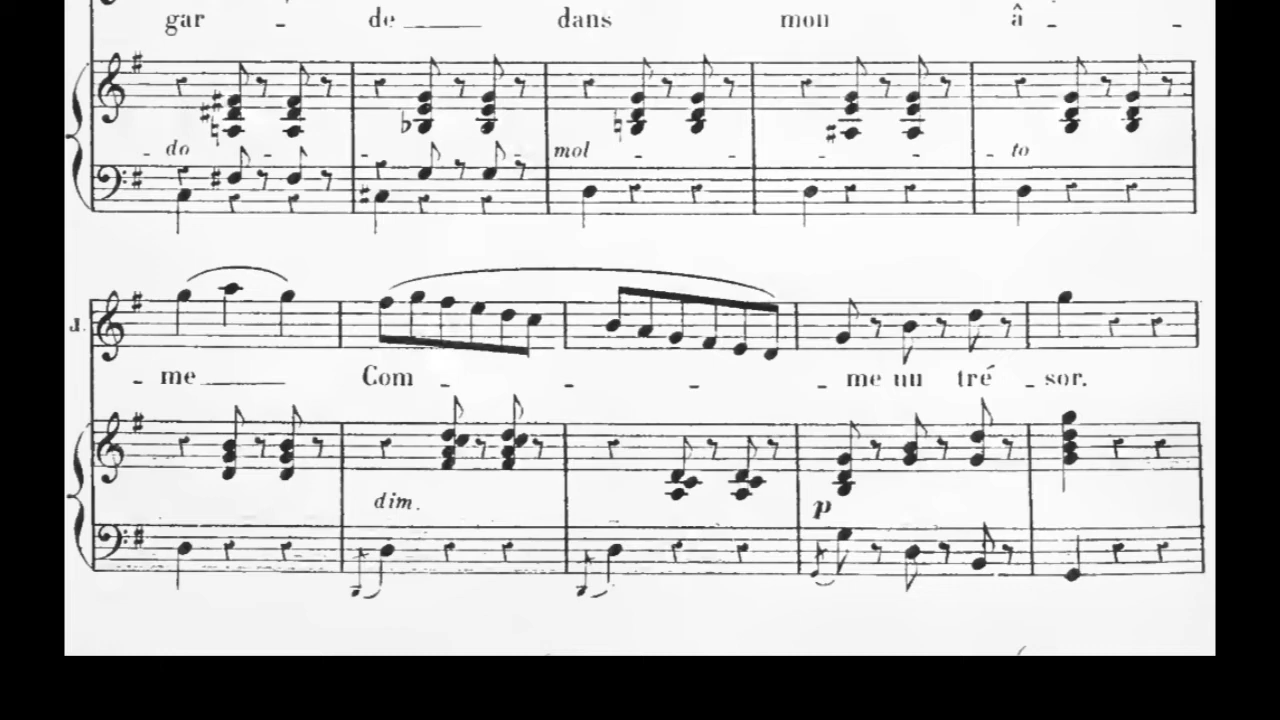 gar - de dans mon â - -
- do - - - mol - - - - to
J.
- me Com - - - - me un tré - sor.
dim.
p